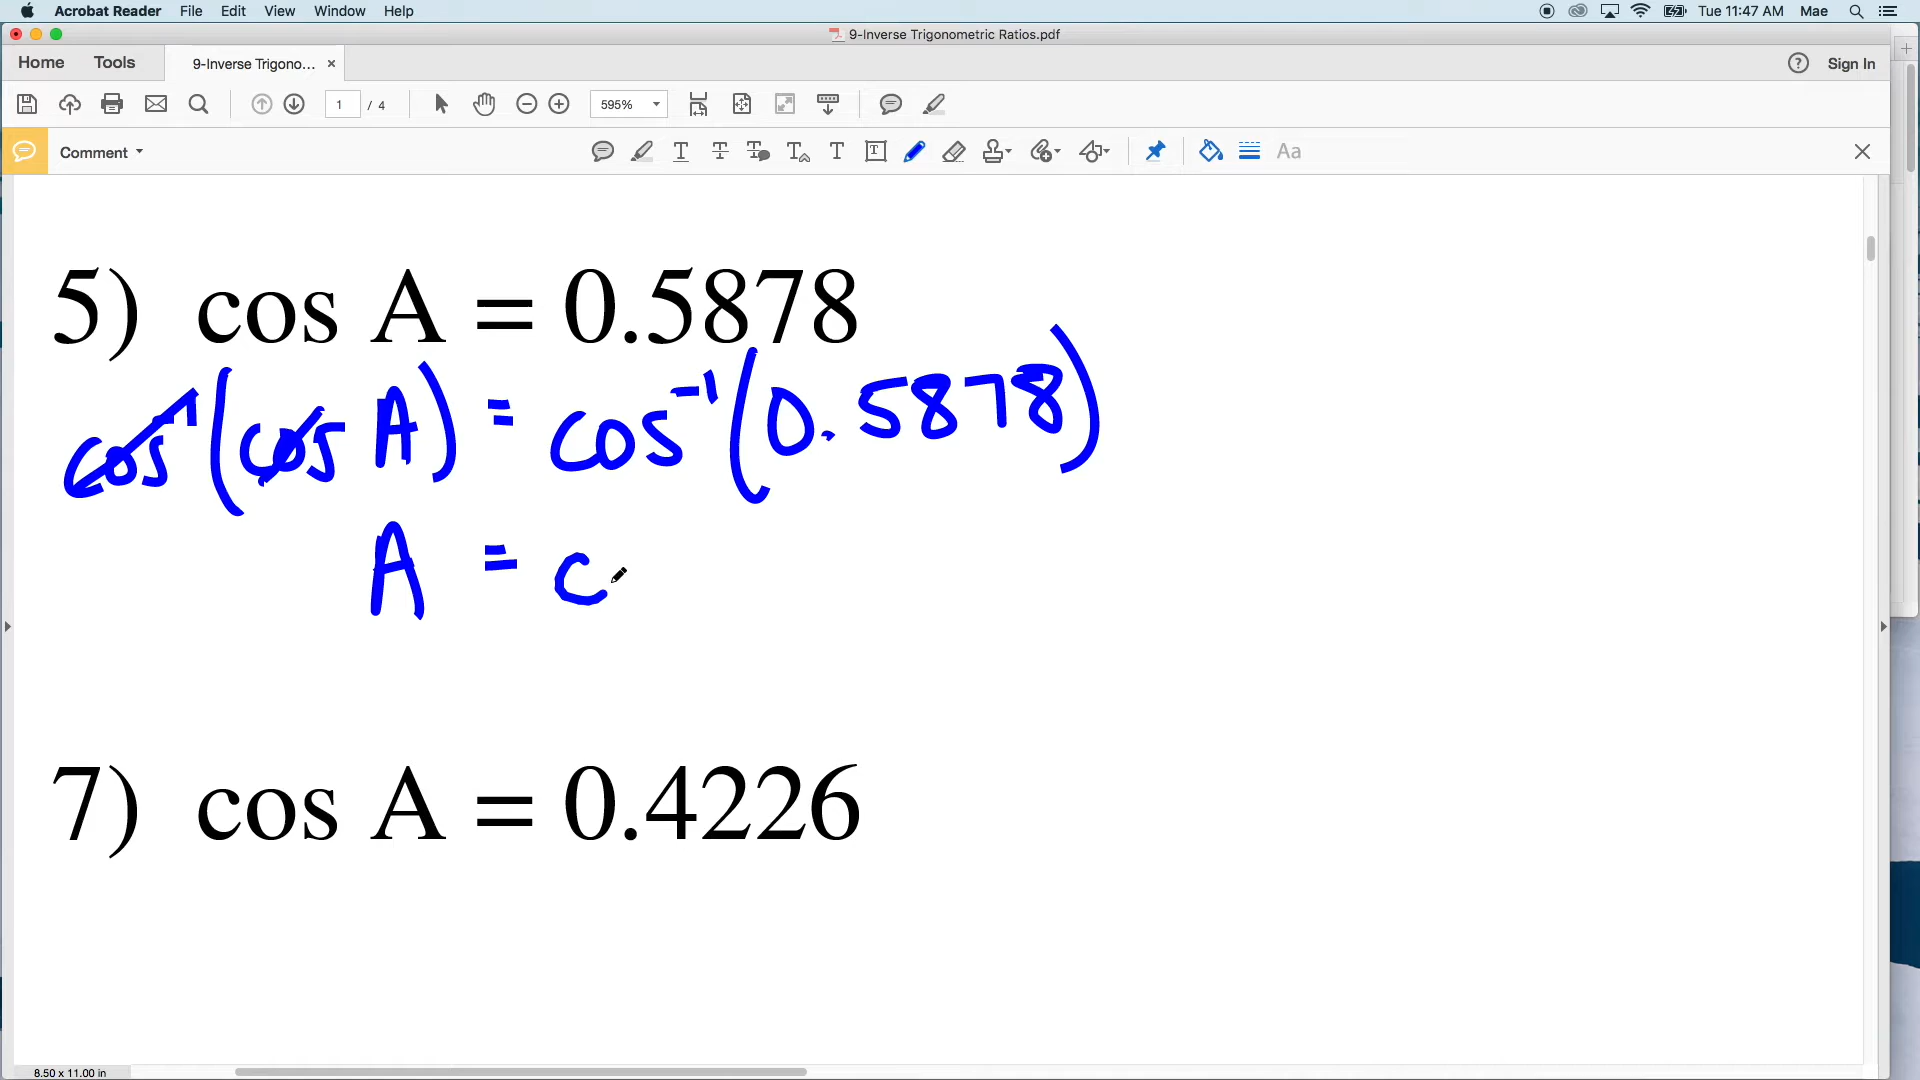 Acrobat Reader File Edit View Window Help Tue 11:47 AM Mae
9-Inverse Trigonometric Ratios.pdf
Home Tools 9-Inverse Trigono... × Sign In
1 / 4 595%
Comment Aa
5) cos A = 0.5878
cos⁻¹(cos A) = cos⁻¹(0.5878)
A = c
7) cos A = 0.4226
8.50 x 11.00 in